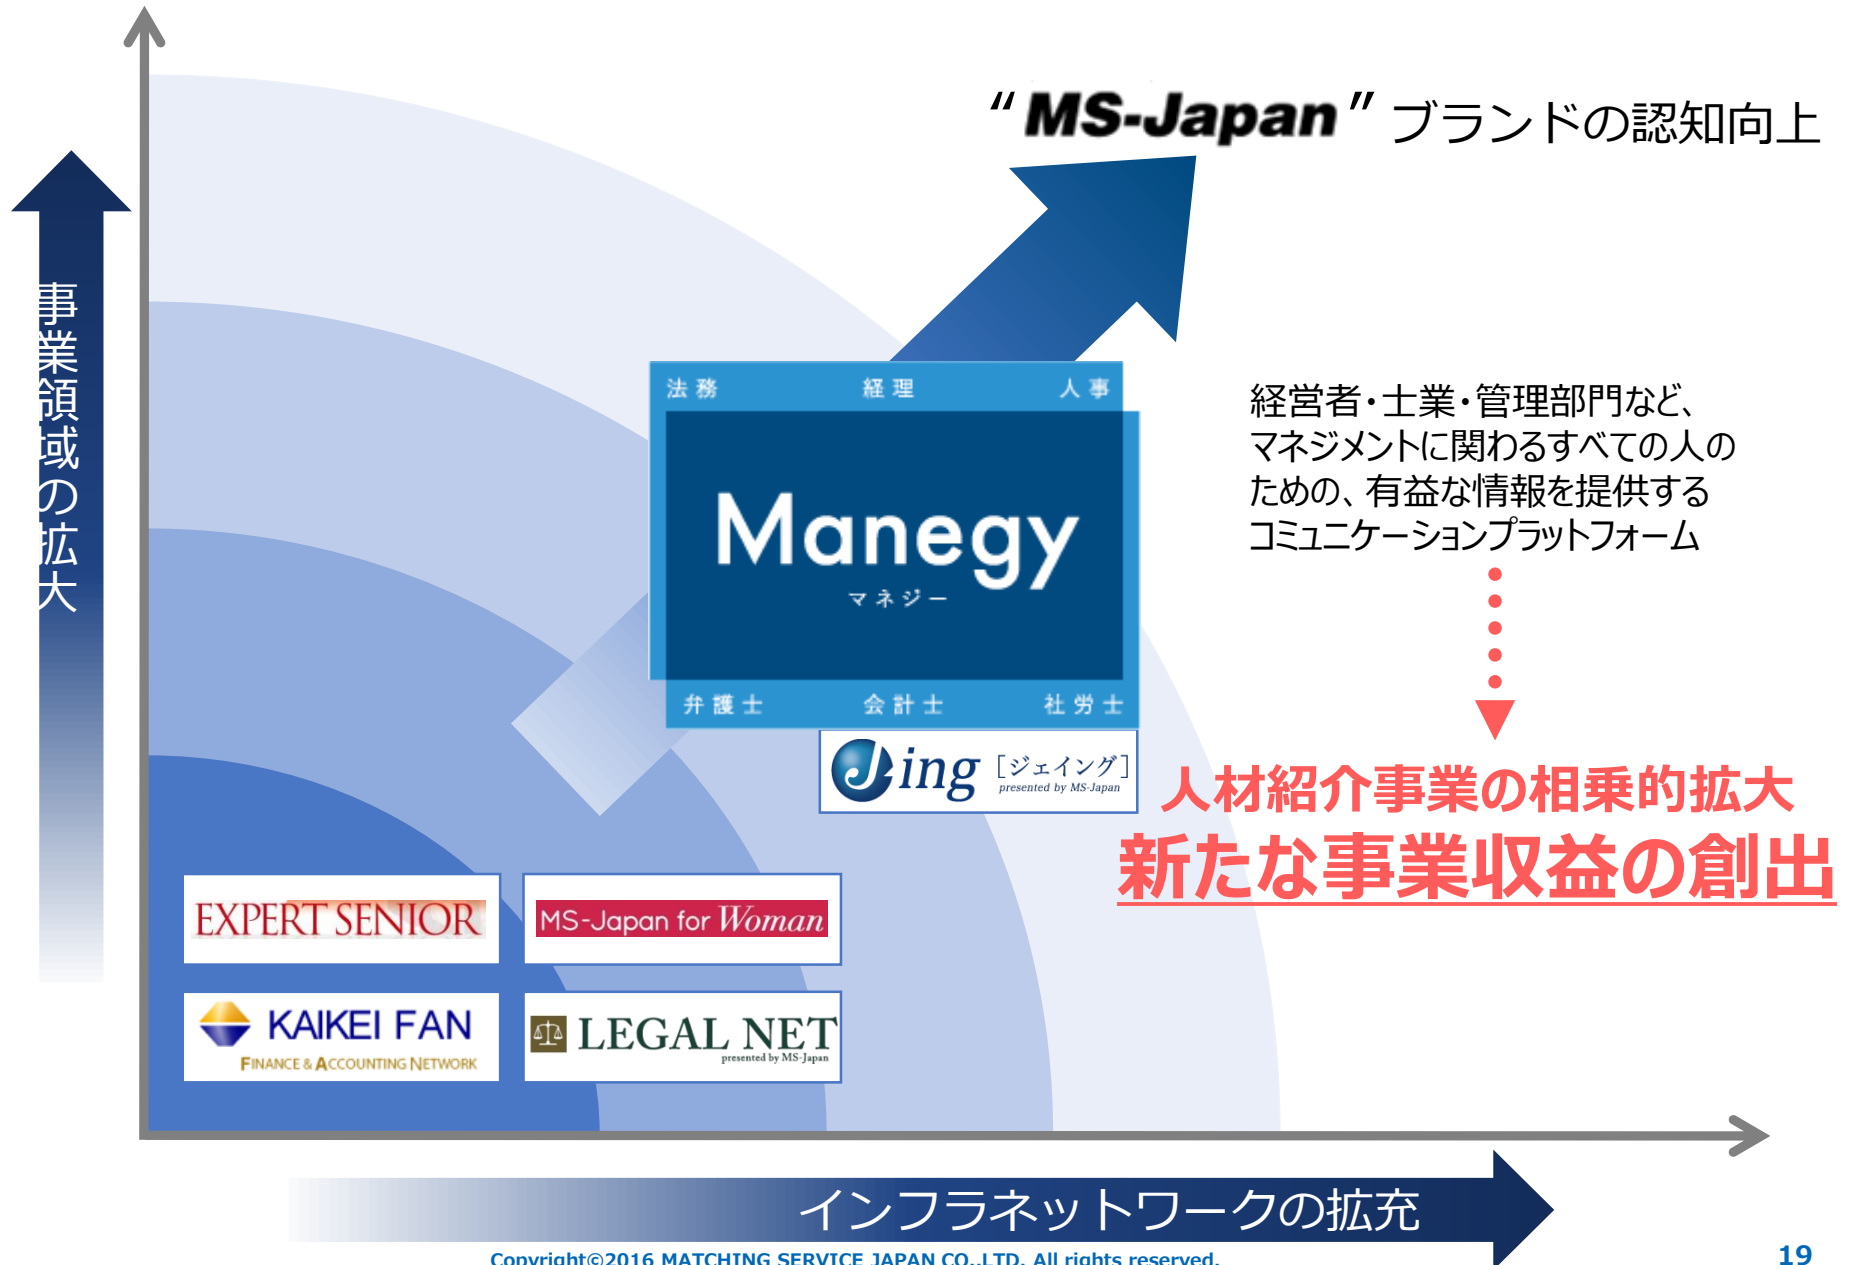 “MS-Japan” ブランドの認知向上
事業領域の拡大
法務 経理 人事
Manegy
マネジー
弁護士 会計士 社労士
経営者・士業・管理部門など、
マネジメントに関わるすべての人の
ための、有益な情報を提供する
コミュニケーションプラットフォーム
Jing [ジェイング]
presented by MS-Japan
人材紹介事業の相乗的拡大
新たな事業収益の創出
EXPERT SENIOR
MS-Japan for Woman
KAIKEI FAN
FINANCE & ACCOUNTING NETWORK
LEGAL NET
presented by MS-Japan
インフラネットワークの拡充
Copyright©2016 MATCHING SERVICE JAPAN CO.,LTD. All rights reserved.
19